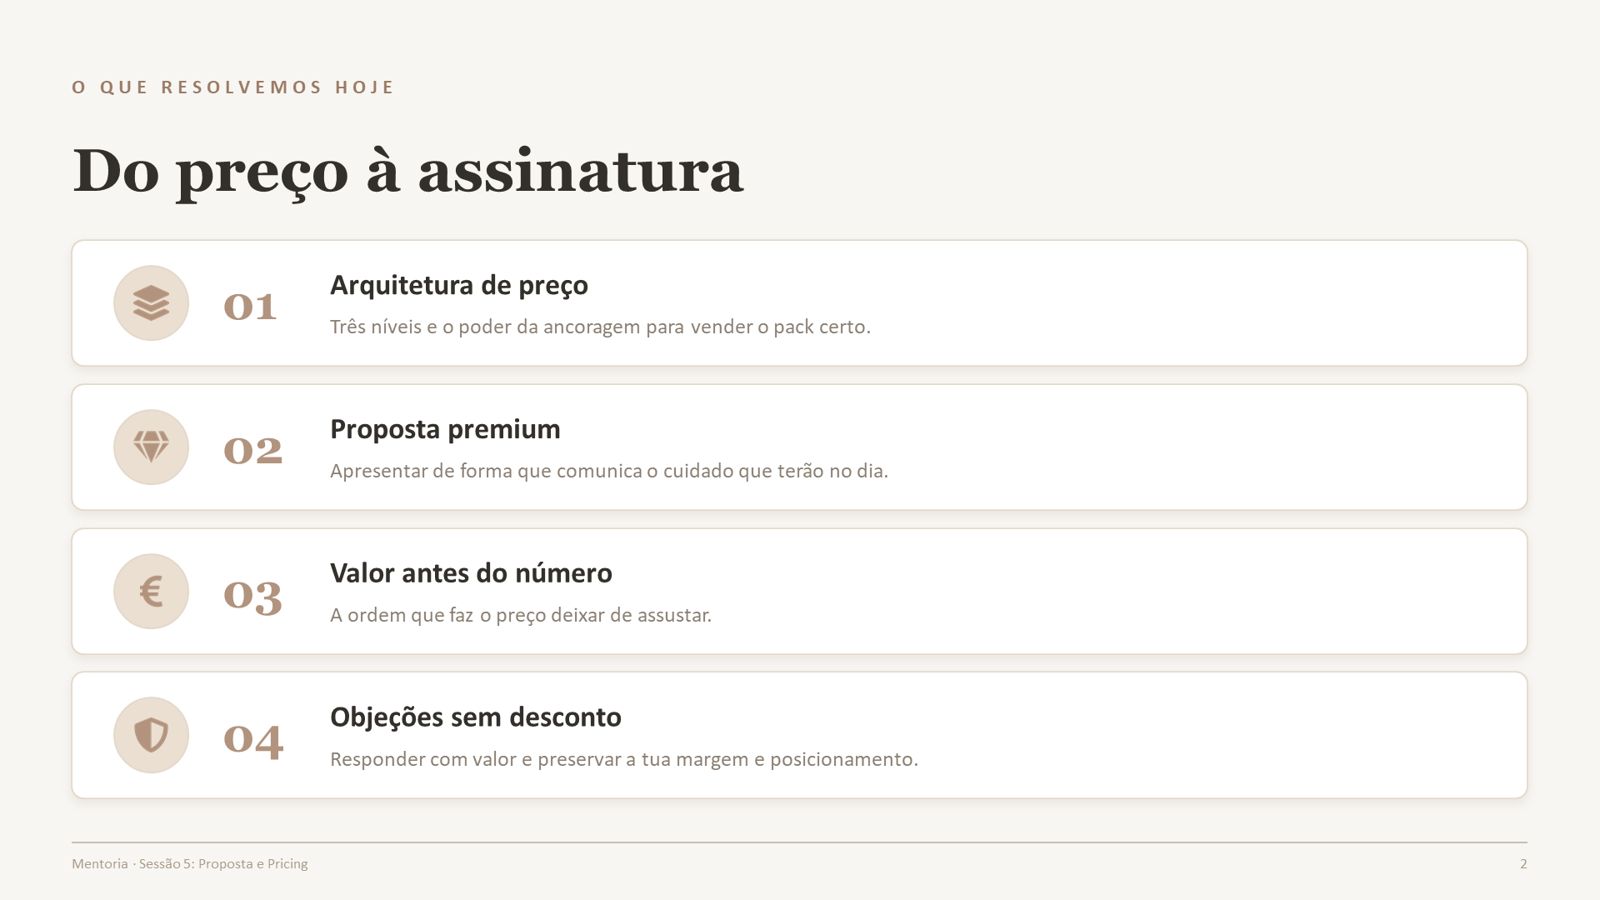 O QUE RESOLVEMOS HOJE
Do preço à assinatura
01
Arquitetura de preço
Três níveis e o poder da ancoragem para vender o pack certo.
02
Proposta premium
Apresentar de forma que comunica o cuidado que terão no dia.
€
03
Valor antes do número
A ordem que faz o preço deixar de assustar.
04
Objeções sem desconto
Responder com valor e preservar a tua margem e posicionamento.
Mentoria · Sessão 5: Proposta e Pricing
2